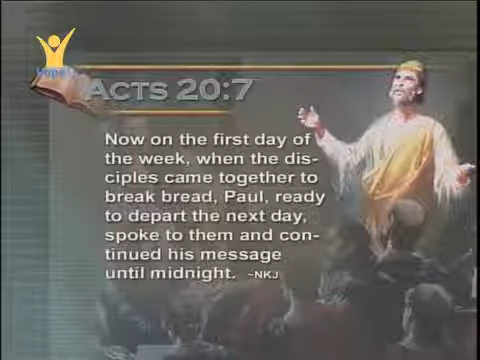 hope
ACTS 20:7
Now on the first day of
the week, when the dis-
ciples came together to
break bread, Paul, ready
to depart the next day,
spoke to them and con-
tinued his message
until midnight. ~NKJ